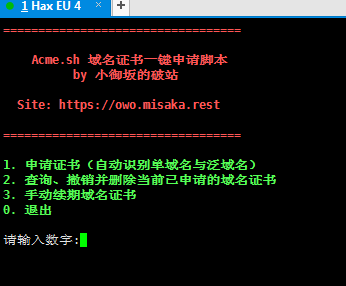 1 Hax EU 4
==================================
Acme.sh 域名证书一键申请脚本
by 小御坂的破站
Site: https://owo.misaka.rest
==================================
1. 申请证书（自动识别单域名与泛域名）
2. 查询、撤销并删除当前已申请的域名证书
3. 手动续期域名证书
0. 退出
请输入数字: